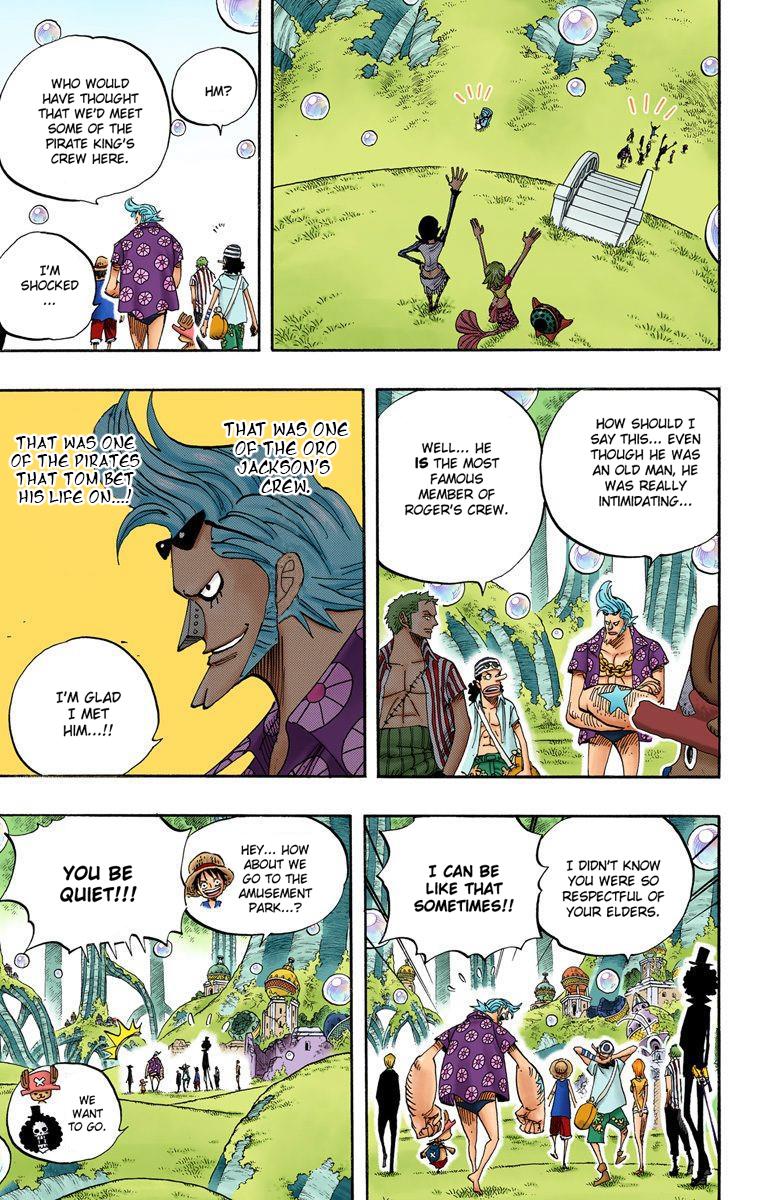 HM?
WHO WOULD
HAVE THOUGHT
THAT WE'D MEET
SOME OF THE
PIRATE KING'S
CREW HERE.
I'M
SHOCKED
...
HOW SHOULD I
SAY THIS... EVEN
THOUGH HE WAS
AN OLD MAN, HE
WAS REALLY
INTIMIDATING...
WELL... HE
IS THE MOST
FAMOUS
MEMBER OF
ROGER'S CREW.
THAT WAS ONE
OF THE ORO
JACKSON'S
CREW.
THAT WAS ONE
OF THE PIRATES
THAT TOM BET
HIS LIFE ON...!
I'M GLAD
I MET
HIM...!!
I DIDN'T KNOW
YOU WERE SO
RESPECTFUL OF
YOUR ELDERS.
I CAN BE
LIKE THAT
SOMETIMES!!
HEY... HOW
ABOUT WE
GO TO THE
AMUSEMENT
PARK...?
YOU BE
QUIET!!!
WE
WANT
TO GO.